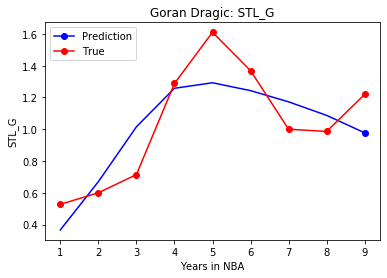 Goran Dragic: STL_G
Prediction
True
STL_G
1.6
1.4
1.2
1.0
0.8
0.6
0.4
1 2 3 4 5 6 7 8 9
Years in NBA